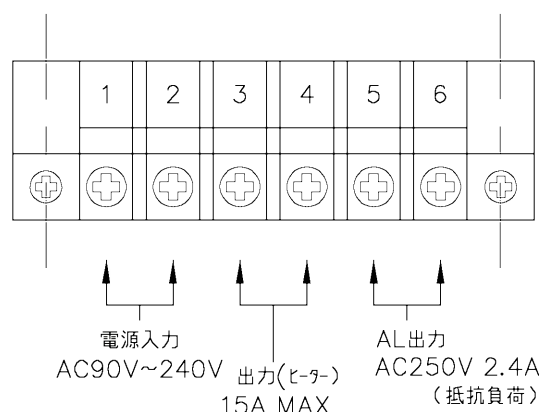 1 2 3 4 5 6
電源入力
AC90V~240V
出力(ヒーター)
15A MAX
AL出力
AC250V 2.4A
(抵抗負荷)